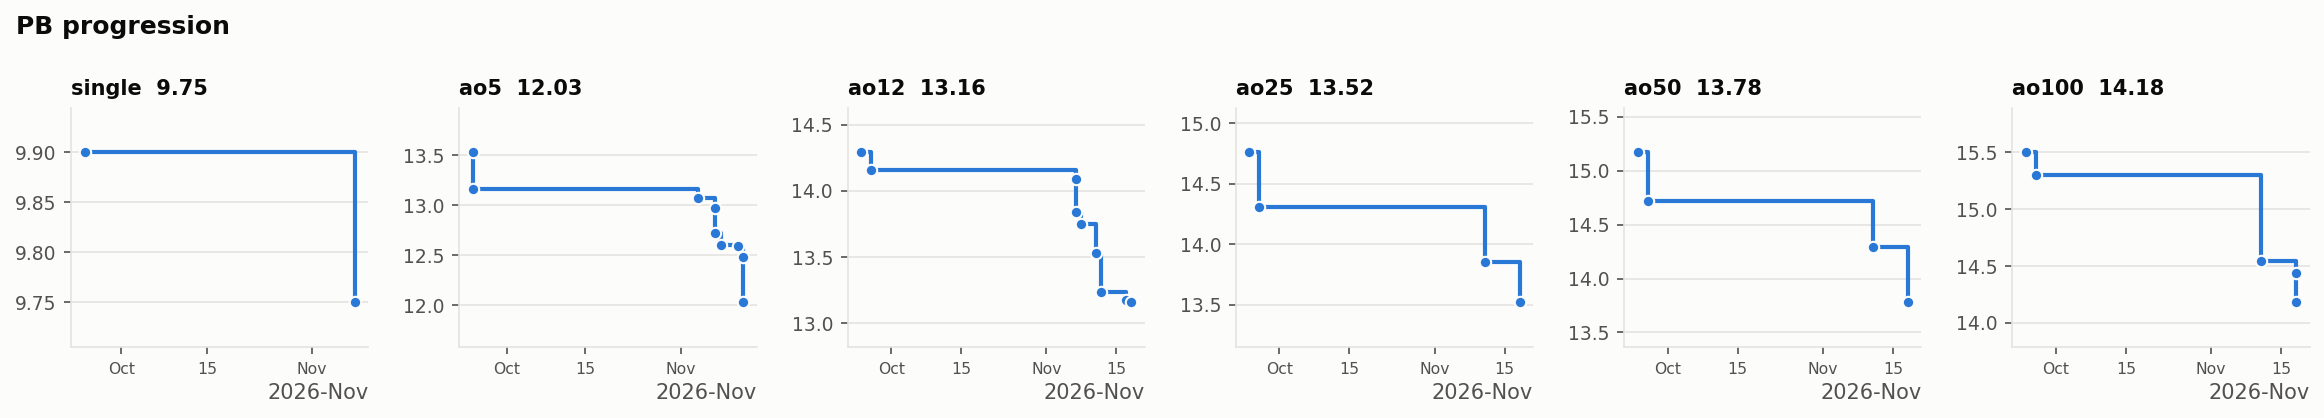 PB progression
single  9.75
9.90
9.85
9.80
9.75
Oct 15 Nov
2026-Nov
ao5  12.03
13.5
13.0
12.5
12.0
Oct 15 Nov
2026-Nov
ao12  13.16
14.5
14.0
13.5
13.0
Oct 15 Nov 15
2026-Nov
ao25  13.52
15.0
14.5
14.0
13.5
Oct 15 Nov 15
2026-Nov
ao50  13.78
15.5
15.0
14.5
14.0
13.5
Oct 15 Nov 15
2026-Nov
ao100  14.18
15.5
15.0
14.5
14.0
Oct 15 Nov 15
2026-Nov